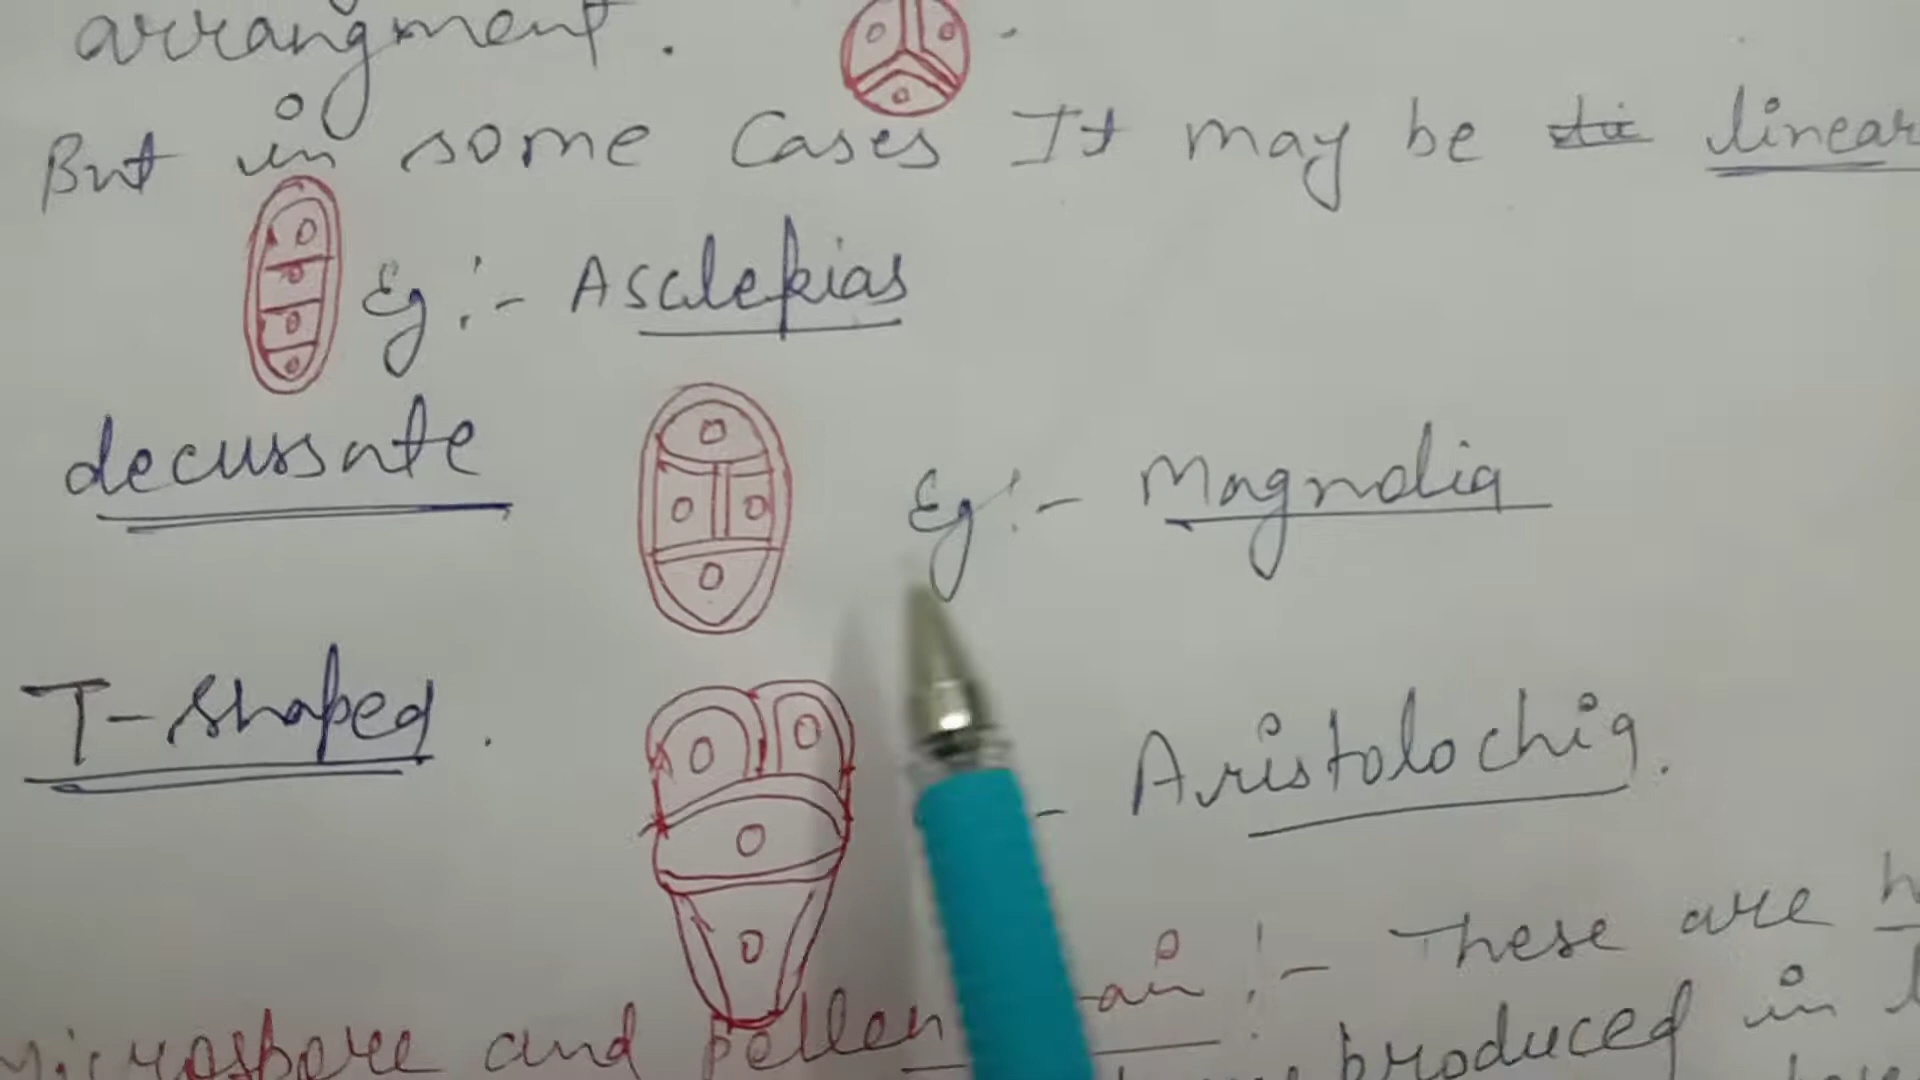 arrangment.
But in some Cases It may be linear
Eg:- Asclepias
decussate Eg:- Magnolia
T-shaped. - Aristolochia.
Microspore and pollen :- These are
produced in